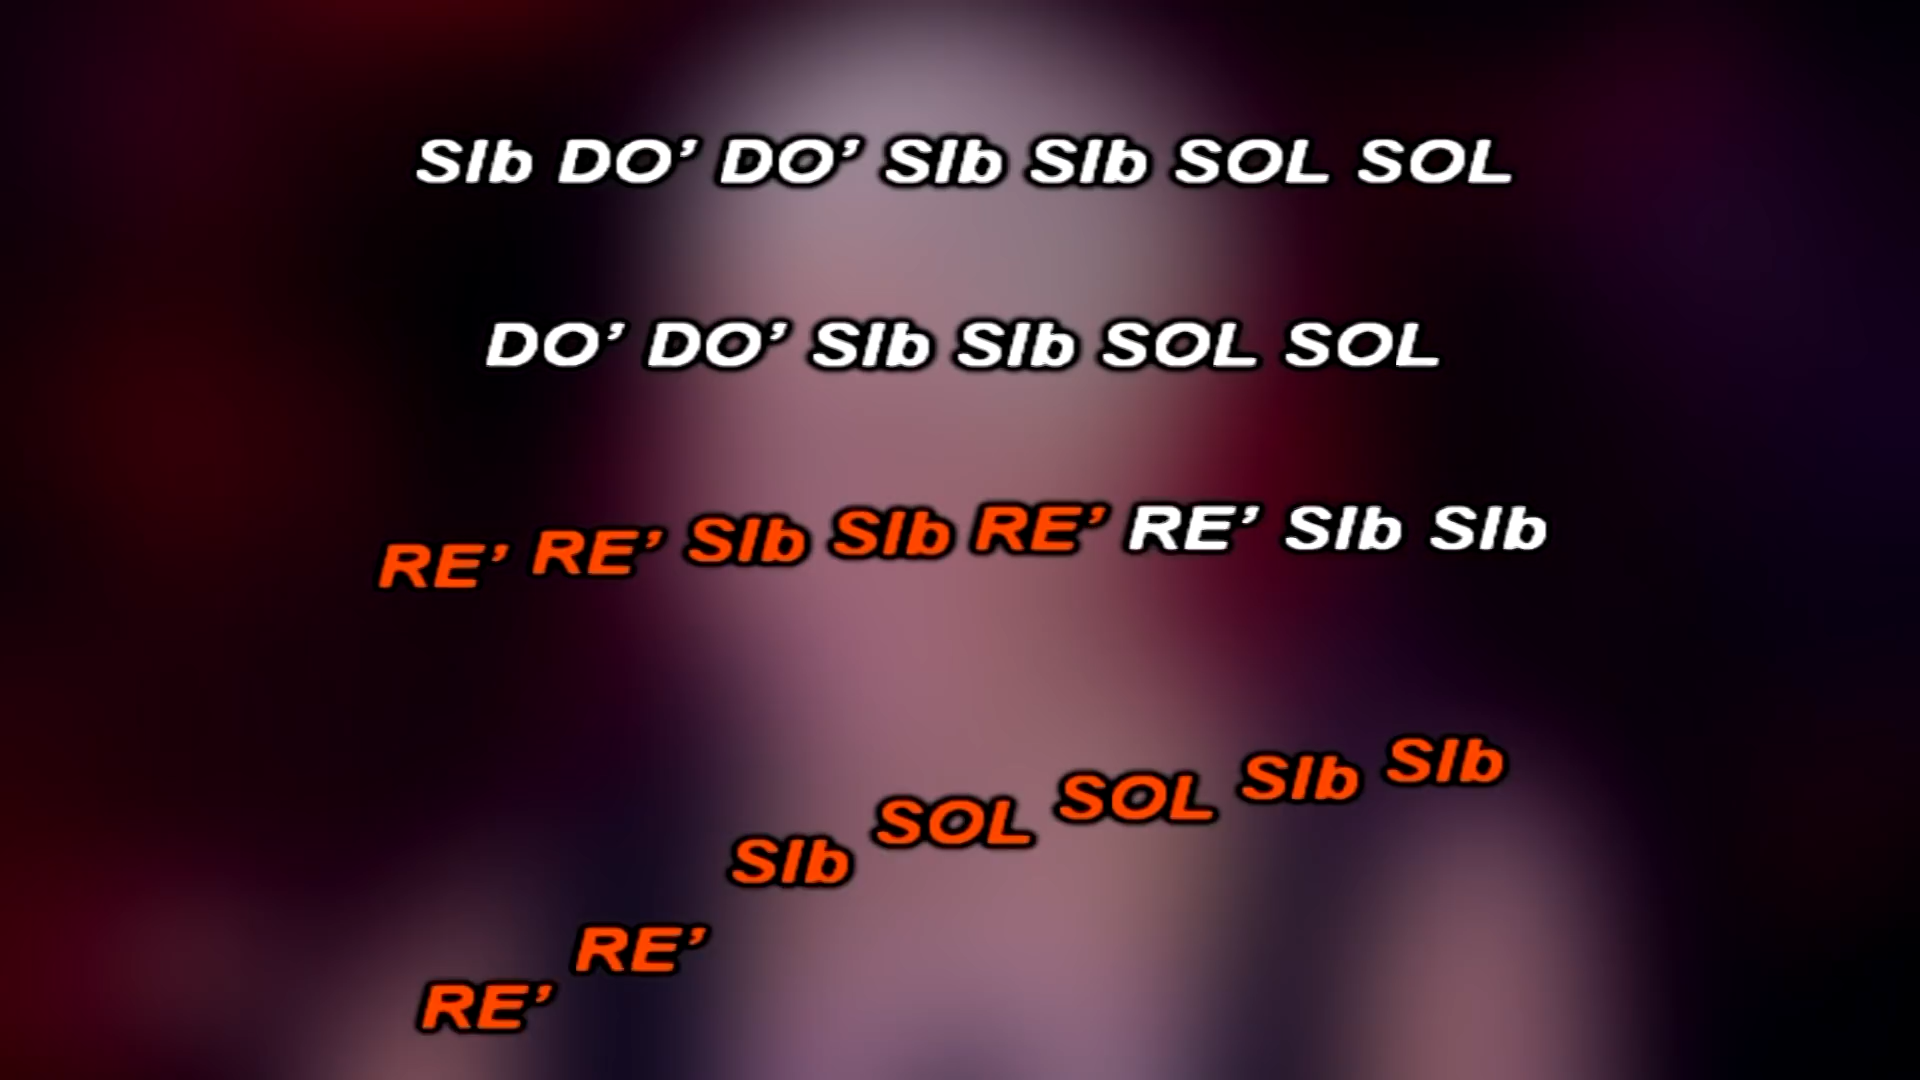 SIb DO’ DO’ SIb SIb SOL SOL
DO’ DO’ SIb SIb SOL SOL
RE’ RE’ SIb SIb RE’ RE’ SIb SIb
RE’ RE’ SIb SOL SOL SIb SIb